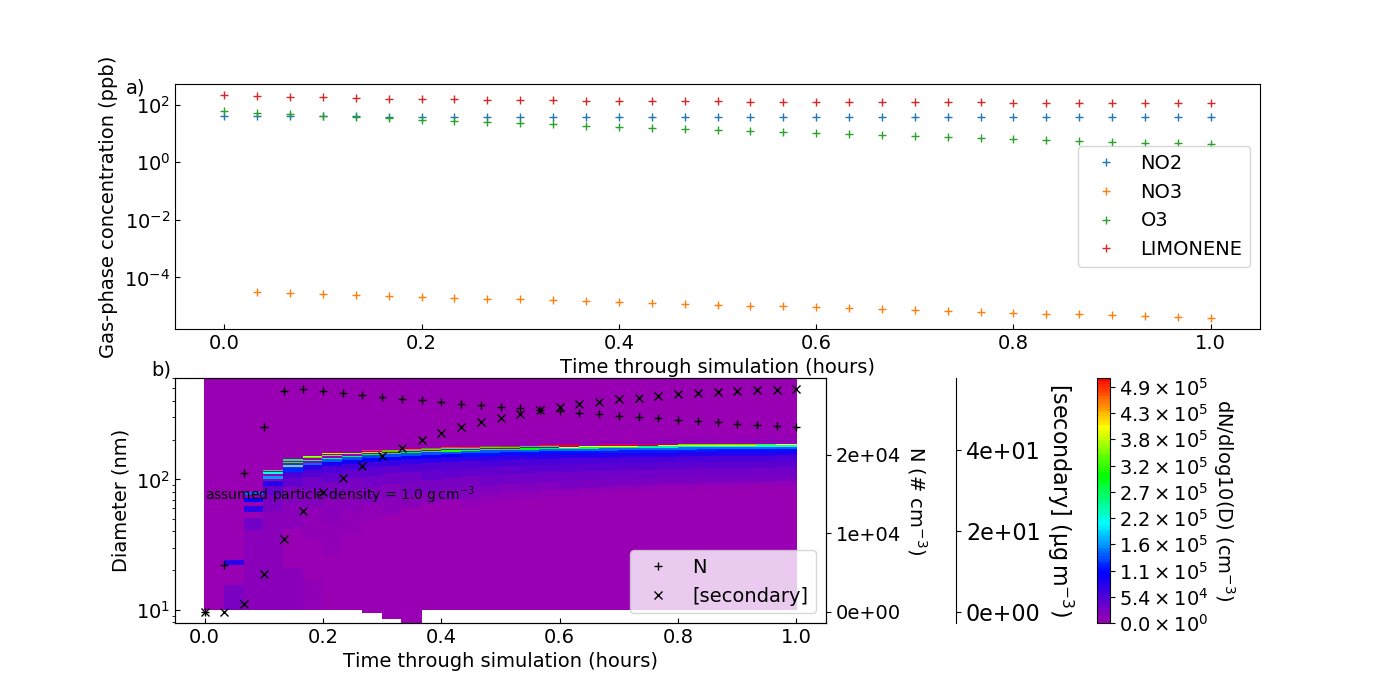 a)
Gas-phase concentration (ppb)
10²
10⁰
10⁻²
10⁻⁴
NO2
NO3
O3
LIMONENE
0.0 0.2 0.4 0.6 0.8 1.0
Time through simulation (hours)
b)
Diameter (nm)
10²
10¹
assumed particle density = 1.0 g cm⁻³
N
[secondary]
0.0 0.2 0.4 0.6 0.8 1.0
Time through simulation (hours)
2e+04
1e+04
0e+00
N (# cm⁻³)
4e+01
2e+01
0e+00
[secondary] (µg m⁻³)
4.9 × 10⁵
4.3 × 10⁵
3.8 × 10⁵
3.2 × 10⁵
2.7 × 10⁵
2.2 × 10⁵
1.6 × 10⁵
1.1 × 10⁵
5.4 × 10⁴
0.0 × 10⁰
dN/dlog10(D) (cm⁻³)